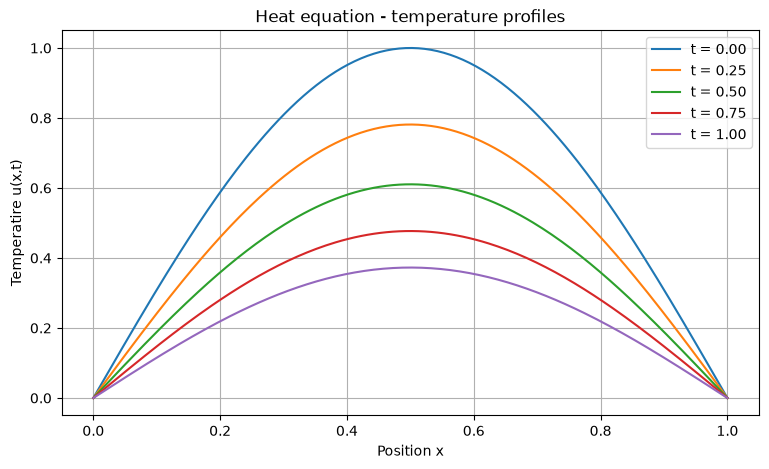 Heat equation - temperature profiles
t = 0.00
t = 0.25
t = 0.50
t = 0.75
t = 1.00
Temperatire u(x.t)
1.0
0.8
0.6
0.4
0.2
0.0
0.0 0.2 0.4 0.6 0.8 1.0
Position x